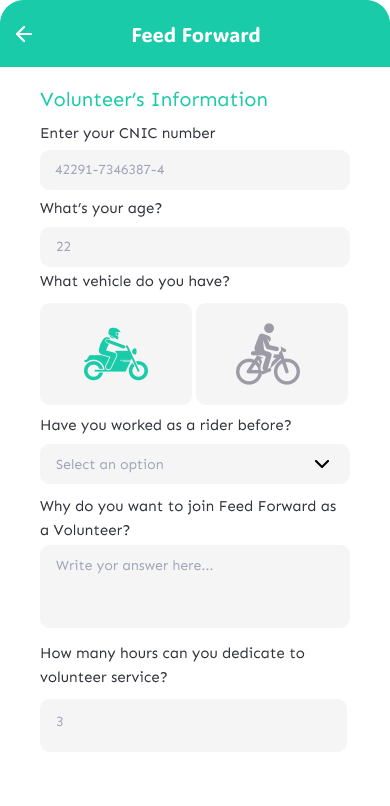 Feed Forward
Volunteer's Information
Enter your CNIC number
42291-7346387-4
What's your age?
22
What vehicle do you have?
Have you worked as a rider before?
Select an option
Why do you want to join Feed Forward as
a Volunteer?
Write yor answer here...
How many hours can you dedicate to
volunteer service?
3